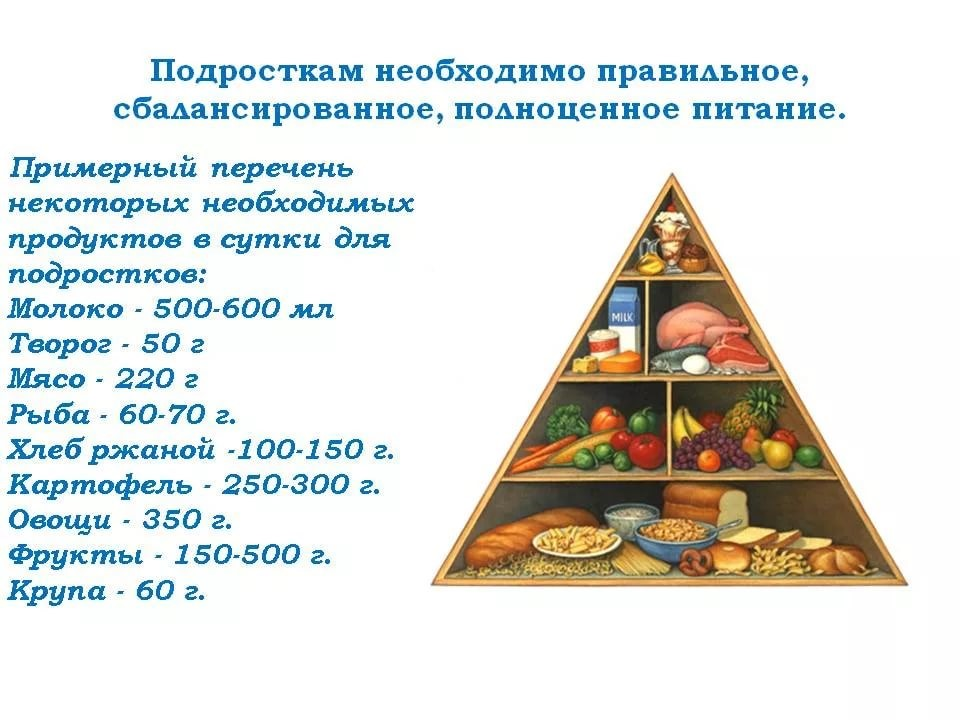 Подросткам необходимо правильное,
сбалансированное, полноценное питание.
Примерный перечень
некоторых необходимых
продуктов в сутки для
подростков:
Молоко - 500-600 мл
Творог - 50 г
Мясо - 220 г
Рыба - 60-70 г.
Хлеб ржаной -100-150 г.
Картофель - 250-300 г.
Овощи - 350 г.
Фрукты - 150-500 г.
Крупа - 60 г.
MILK